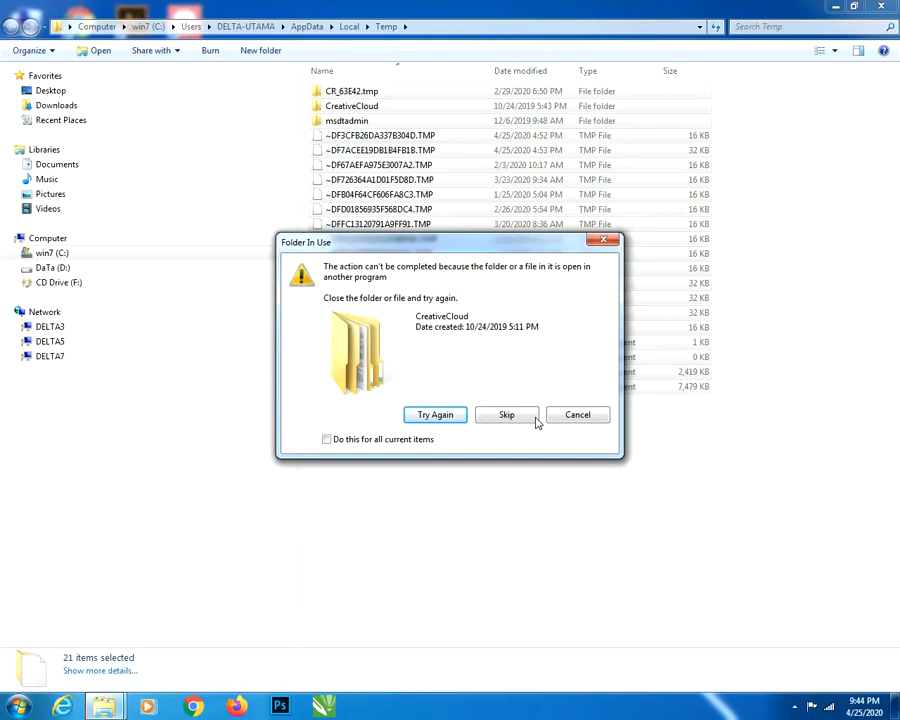 Computer ▸ win7 (C:) ▸ Users ▸ DELTA-UTAMA ▸ AppData ▸ Local ▸ Temp ▸
Search Temp
Organize Open Share with Burn New folder
Name Date modified Type Size
Favorites
Desktop
Downloads
Recent Places
Libraries
Documents
Music
Pictures
Videos
Computer
win7 (C:)
DaTa (D:)
CD Drive (F:)
Network
DELTA3
DELTA5
DELTA7
CR_63E42.tmp 2/29/2020 6:50 PM File folder
CreativeCloud 10/24/2019 5:43 PM File folder
msdtadmin 12/6/2019 9:48 AM File folder
~DF3CFB26DA337B304D.TMP 4/25/2020 4:52 PM TMP File 16 KB
~DF7ACEE19DB1B4FB1B.TMP 4/25/2020 4:53 PM TMP File 32 KB
~DF67AEFA975E3007A2.TMP 2/3/2020 10:17 AM TMP File 16 KB
~DF726364A1D01F5D8D.TMP 3/23/2020 9:34 AM TMP File 16 KB
~DFB04F64CF606FA8C3.TMP 1/25/2020 5:04 PM TMP File 16 KB
~DFD01856935F568DC4.TMP 2/26/2020 5:54 PM TMP File 16 KB
~DFFC13120791A9FF91.TMP 3/20/2020 8:36 AM TMP File 16 KB
16 KB
16 KB
16 KB
32 KB
32 KB
32 KB
16 KB
ent 1 KB
ent 0 KB
ent 2,419 KB
ent 7,479 KB
Folder In Use
The action can't be completed because the folder or a file in it is open in
another program
Close the folder or file and try again.
CreativeCloud
Date created: 10/24/2019 5:11 PM
Try Again Skip Cancel
Do this for all current items
21 items selected
Show more details...
Ps
9:44 PM
4/25/2020